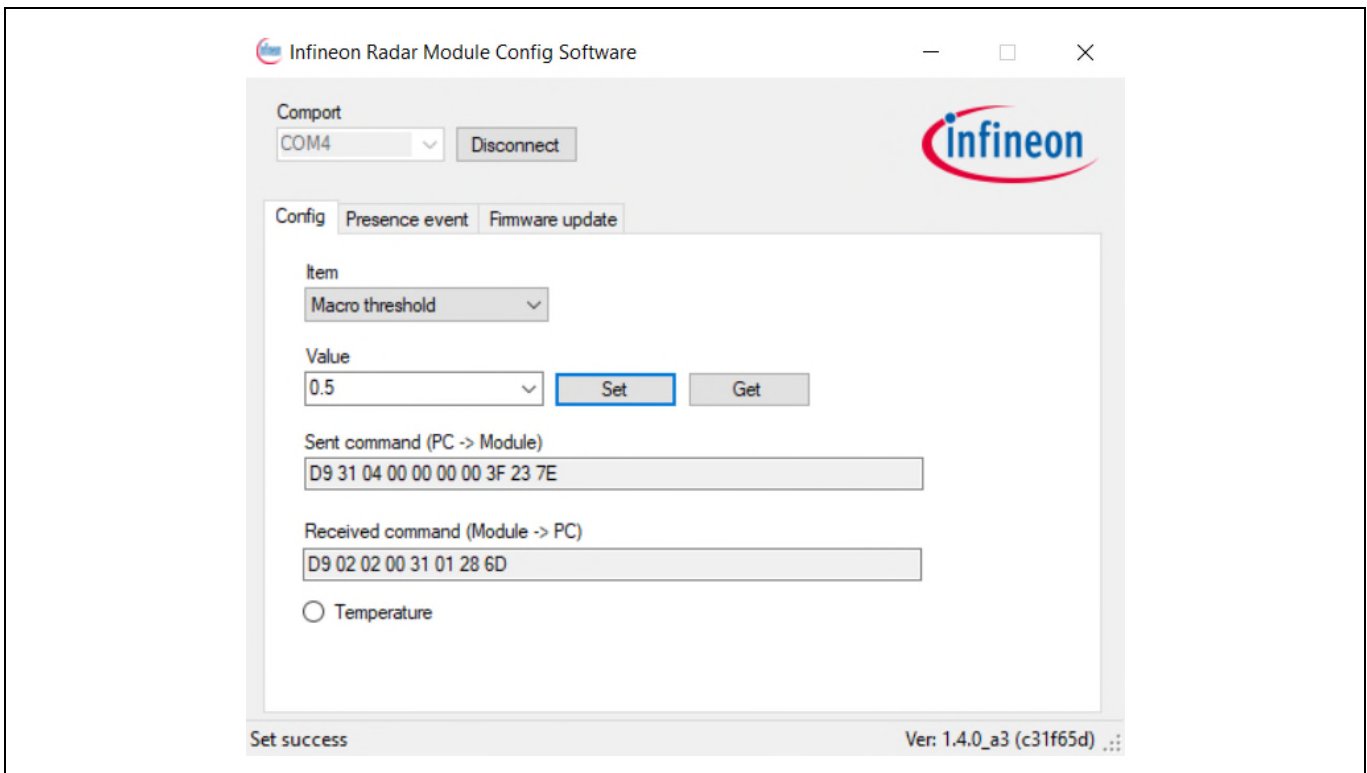 Infineon Radar Module Config Software
Comport
COM4
Disconnect
infineon
Config Presence event Firmware update
Item
Macro threshold
Value
0.5
Set
Get
Sent command (PC -> Module)
D9 31 04 00 00 00 00 3F 23 7E
Received command (Module -> PC)
D9 02 02 00 31 01 28 6D
Temperature
Set success
Ver: 1.4.0_a3 (c31f65d)